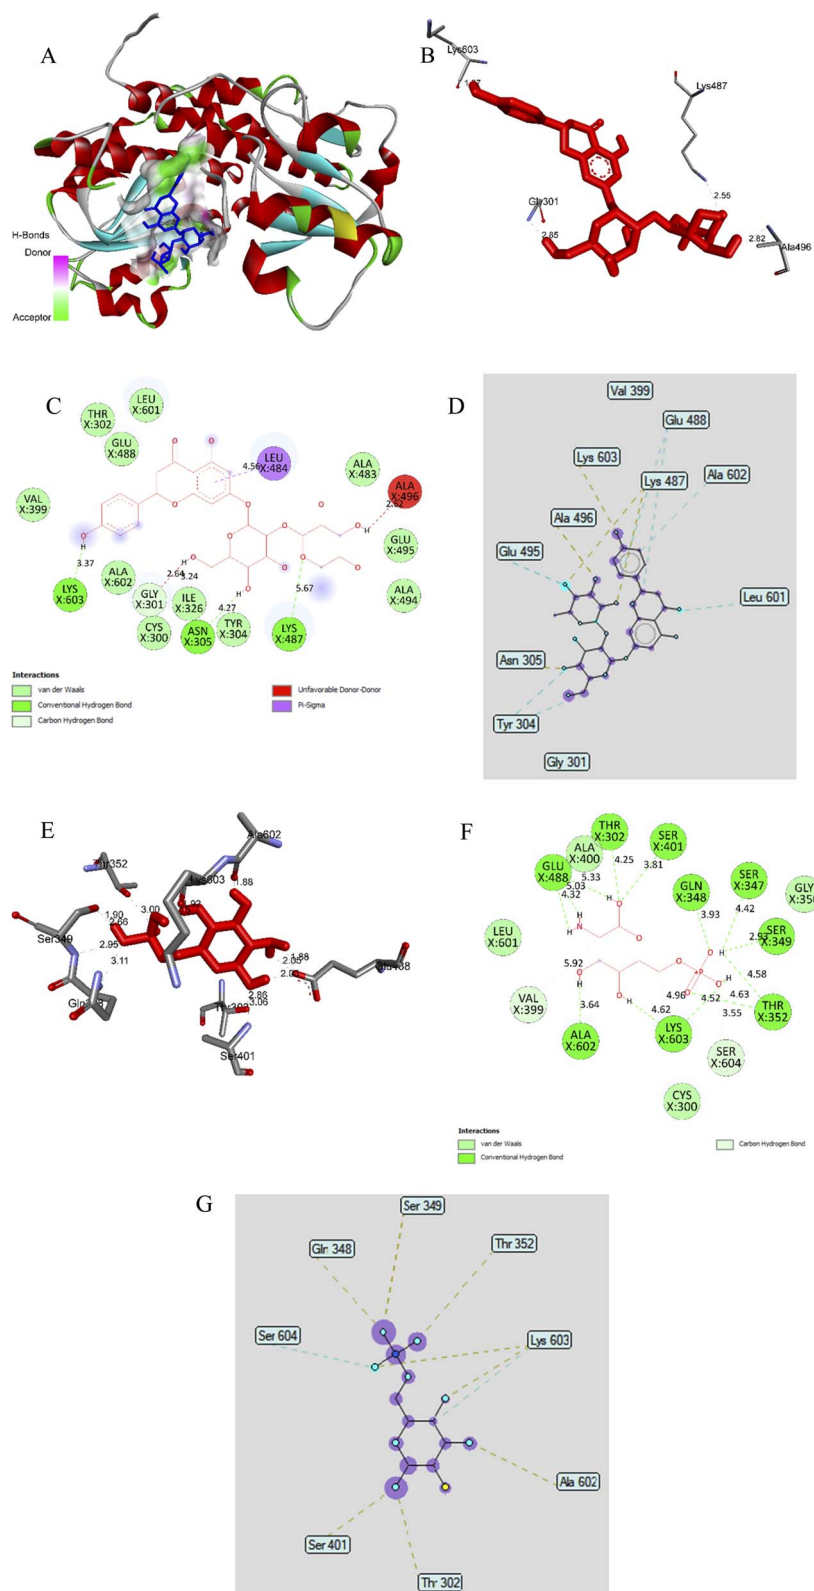 A
H-Bonds
Donor
Acceptor
B
Lys603
Lys487
2.55
Gly301
2.85
2.82
Ala496
C
LEU
X:601
THR
X:302
GLU
X:488
VAL
X:399
4.56
LEU
X:484
ALA
X:483
ALA
X:496
2.62
O
O
O
O
O
O
O
H
H
H
H
GLU
X:495
3.37
LYS
X:603
ALA
X:602
2.64
3.24
GLY
X:301
ILE
X:326
4.27
5.67
ALA
X:494
CYS
X:300
ASN
X:305
TYR
X:304
LYS
X:487
Interactions
van der Waals
Conventional Hydrogen Bond
Carbon Hydrogen Bond
Unfavorable Donor-Donor
Pi-Sigma
D
Val 399
Glu 488
Lys 603
Lys 487
Ala 602
Ala 496
Glu 495
Leu 601
Asn 305
Tyr 304
Gly 301
E
Ala602
Thr352
1.88
Lys603
1.92
1.90
3.00
2.66
Ser349
2.95
3.11
1.88
2.05
2.00
2.86
3.06
Ser401
F
THR
X:302
SER
X:401
ALA
X:400
GLU
X:488
5.33
5.03
4.32
4.25
3.81
GLN
X:348
SER
X:347
LEU
X:601
3.93
4.42
SER
X:349
VAL
X:399
5.92
4.58
4.96
4.52
4.63
3.64
4.62
3.55
THR
X:352
ALA
X:602
LYS
X:603
SER
X:604
CYS
X:300
Interactions
van der Waals
Conventional Hydrogen Bond
Carbon Hydrogen Bond
G
Ser 349
Gln 348
Thr 352
Ser 604
Lys 603
Ala 602
Ser 401
Thr 302